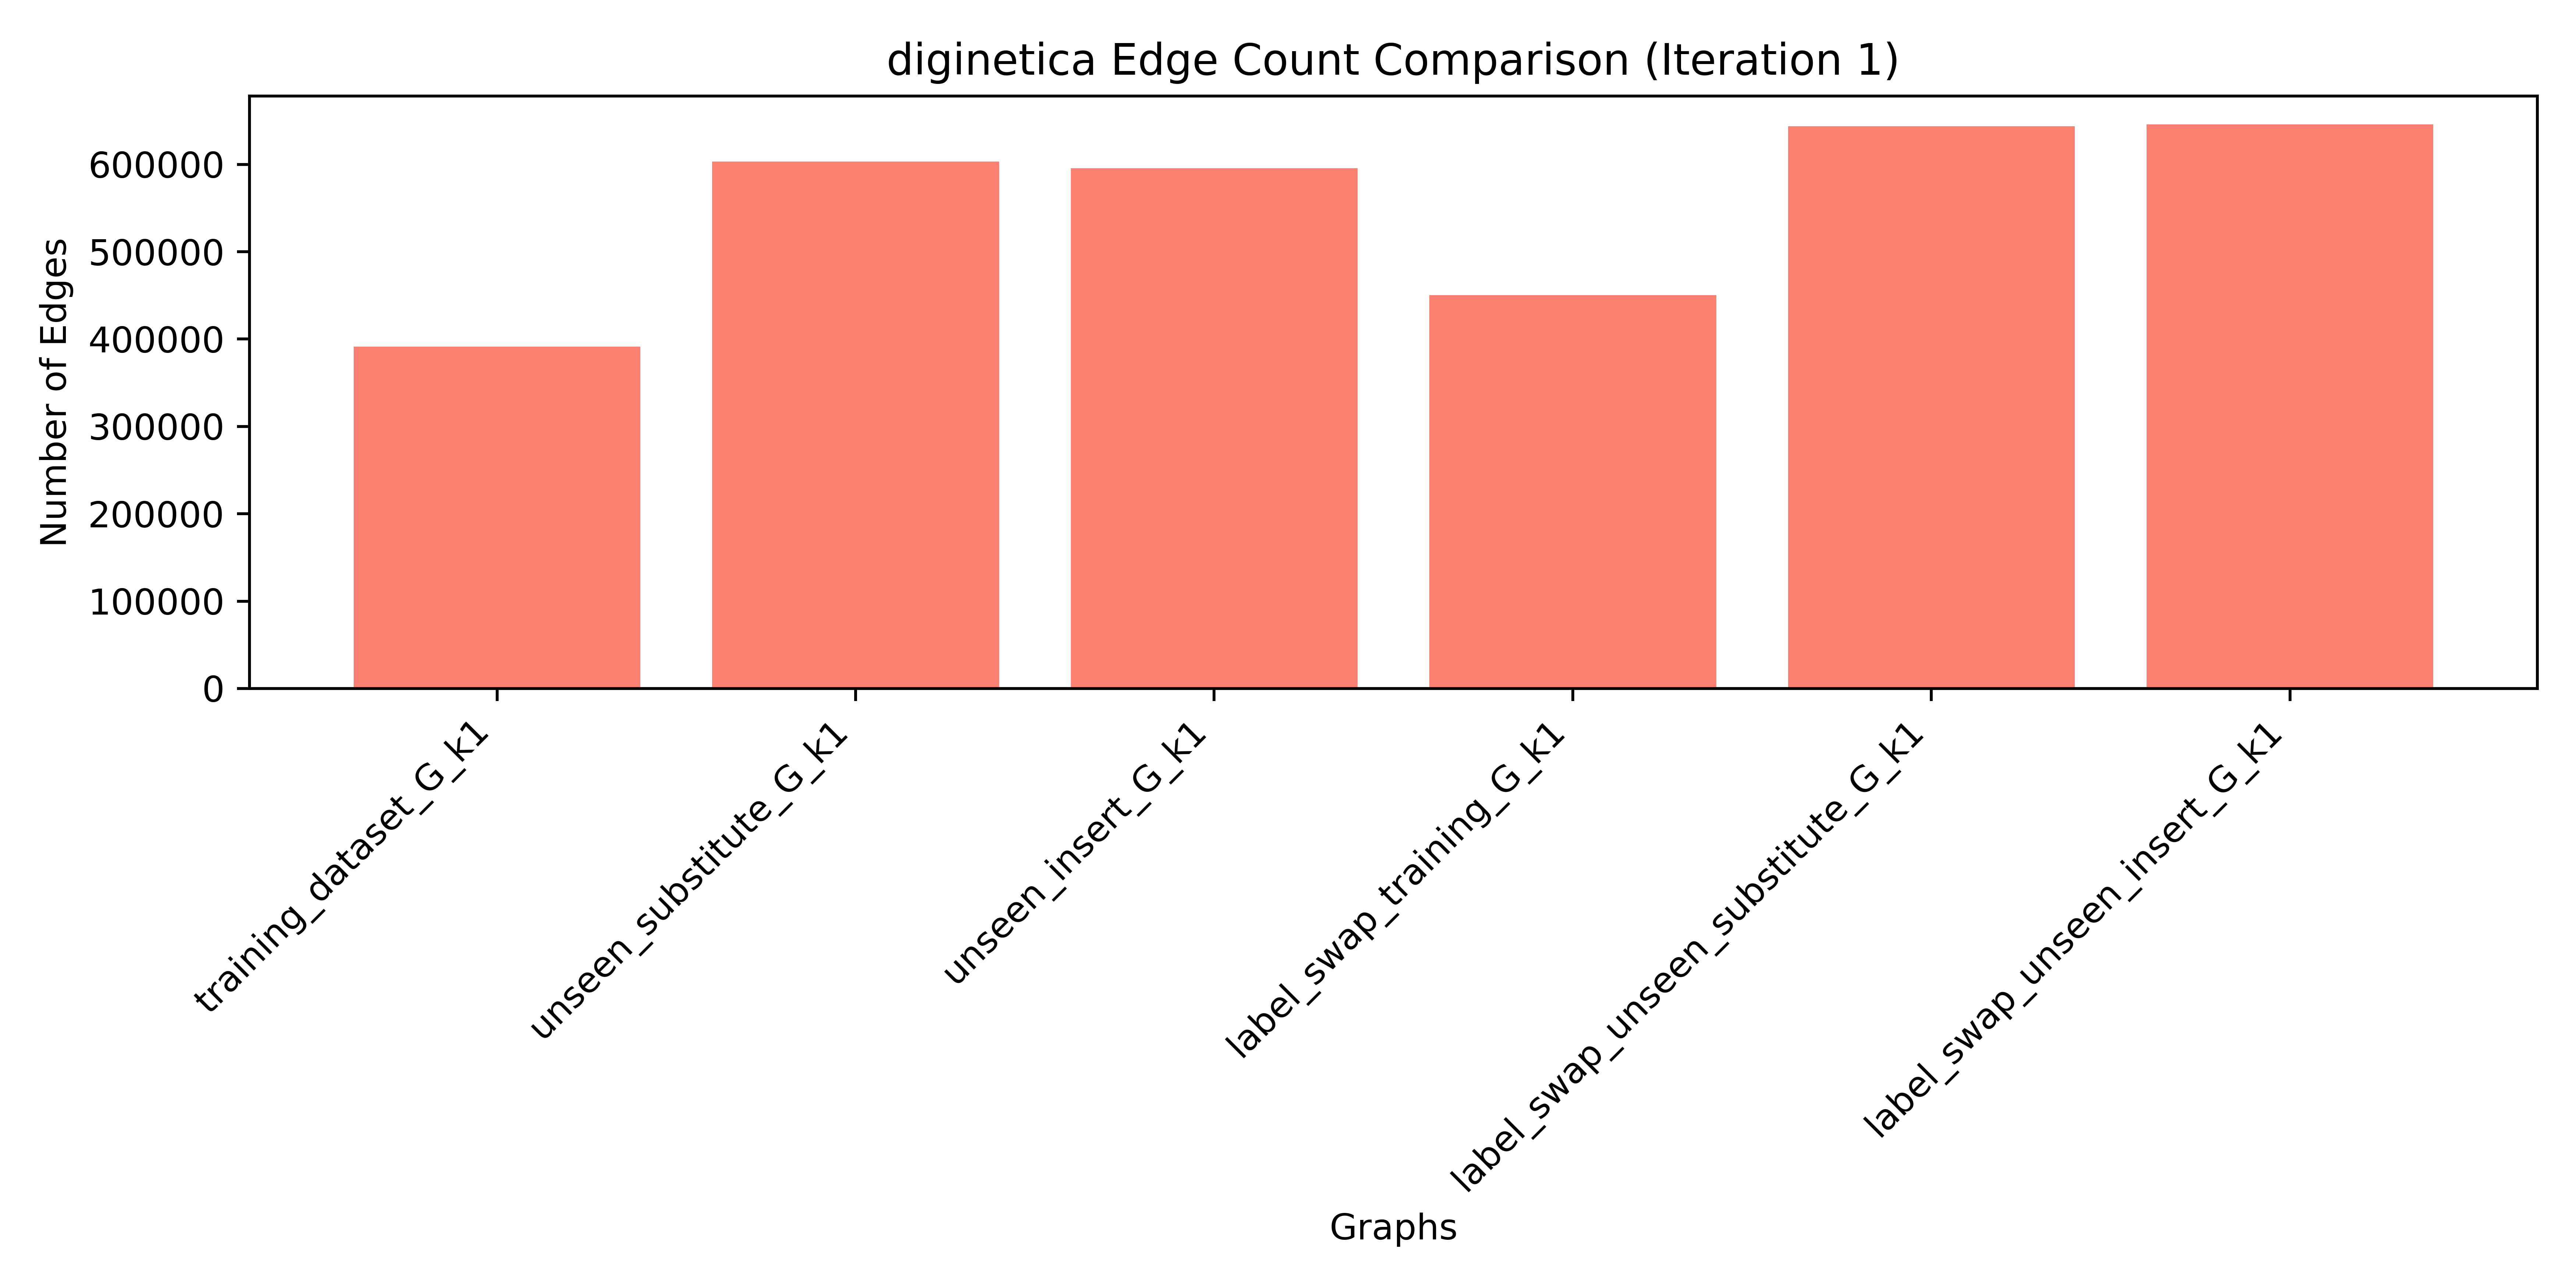 diginetica Edge Count Comparison (Iteration 1)
Number of Edges
600000
500000
400000
300000
200000
100000
0
training_dataset_G_k1
unseen_substitute_G_k1
unseen_insert_G_k1
label_swap_training_G_k1
label_swap_unseen_substitute_G_k1
label_swap_unseen_insert_G_k1
Graphs